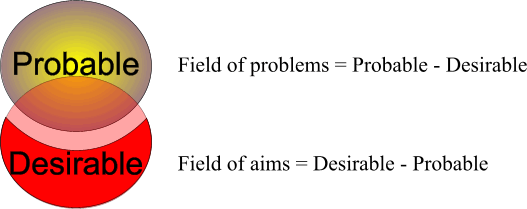 Probable
Field of problems = Probable - Desirable
Desirable
Field of aims = Desirable - Probable